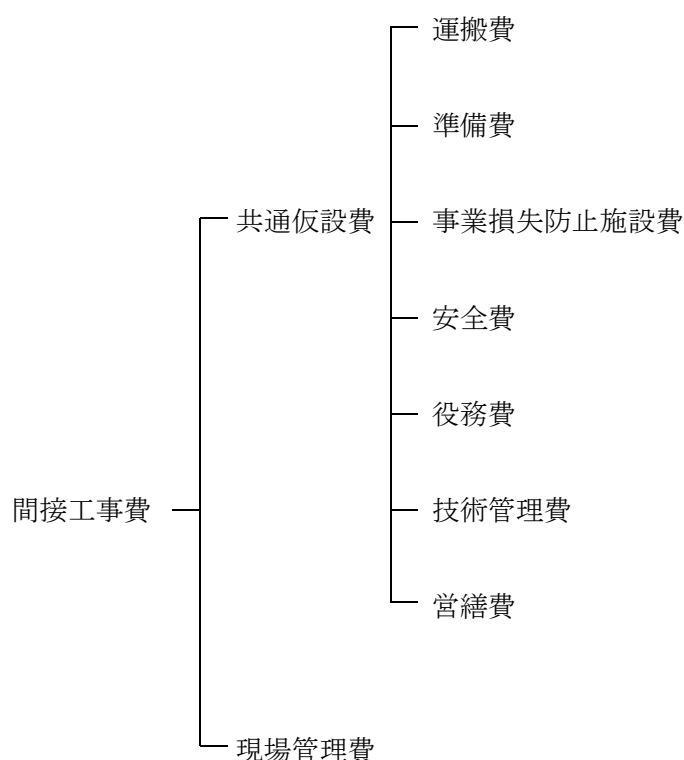 運搬費
準備費
共通仮設費
事業損失防止施設費
安全費
役務費
間接工事費
技術管理費
営繕費
現場管理費